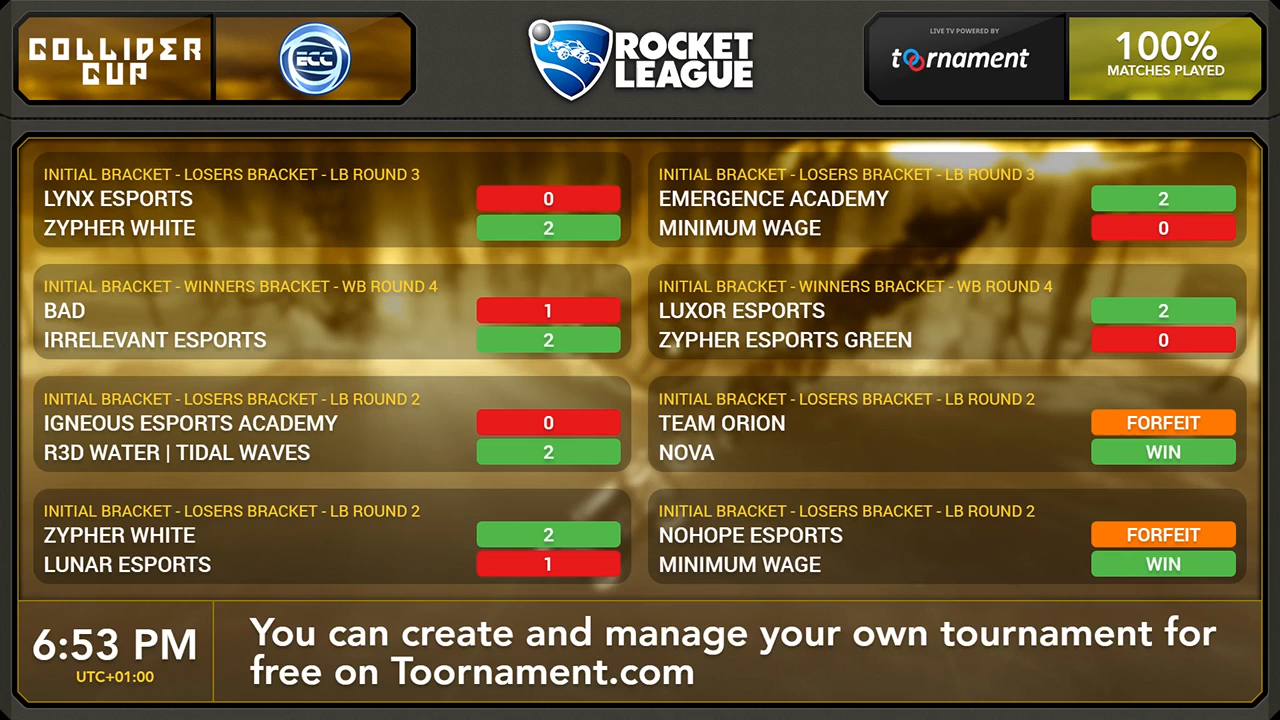 COLLIDER
CUP
ECC
ROCKET
LEAGUE
LIVE TV POWERED BY
toornament
100%
MATCHES PLAYED
INITIAL BRACKET - LOSERS BRACKET - LB ROUND 3
LYNX ESPORTS 0
ZYPHER WHITE 2
INITIAL BRACKET - LOSERS BRACKET - LB ROUND 3
EMERGENCE ACADEMY 2
MINIMUM WAGE 0
INITIAL BRACKET - WINNERS BRACKET - WB ROUND 4
BAD 1
IRRELEVANT ESPORTS 2
INITIAL BRACKET - WINNERS BRACKET - WB ROUND 4
LUXOR ESPORTS 2
ZYPHER ESPORTS GREEN 0
INITIAL BRACKET - LOSERS BRACKET - LB ROUND 2
IGNEOUS ESPORTS ACADEMY 0
R3D WATER | TIDAL WAVES 2
INITIAL BRACKET - LOSERS BRACKET - LB ROUND 2
TEAM ORION FORFEIT
NOVA WIN
INITIAL BRACKET - LOSERS BRACKET - LB ROUND 2
ZYPHER WHITE 2
LUNAR ESPORTS 1
INITIAL BRACKET - LOSERS BRACKET - LB ROUND 2
NOHOPE ESPORTS FORFEIT
MINIMUM WAGE WIN
6:53 PM
UTC+01:00
You can create and manage your own tournament for
free on Toornament.com